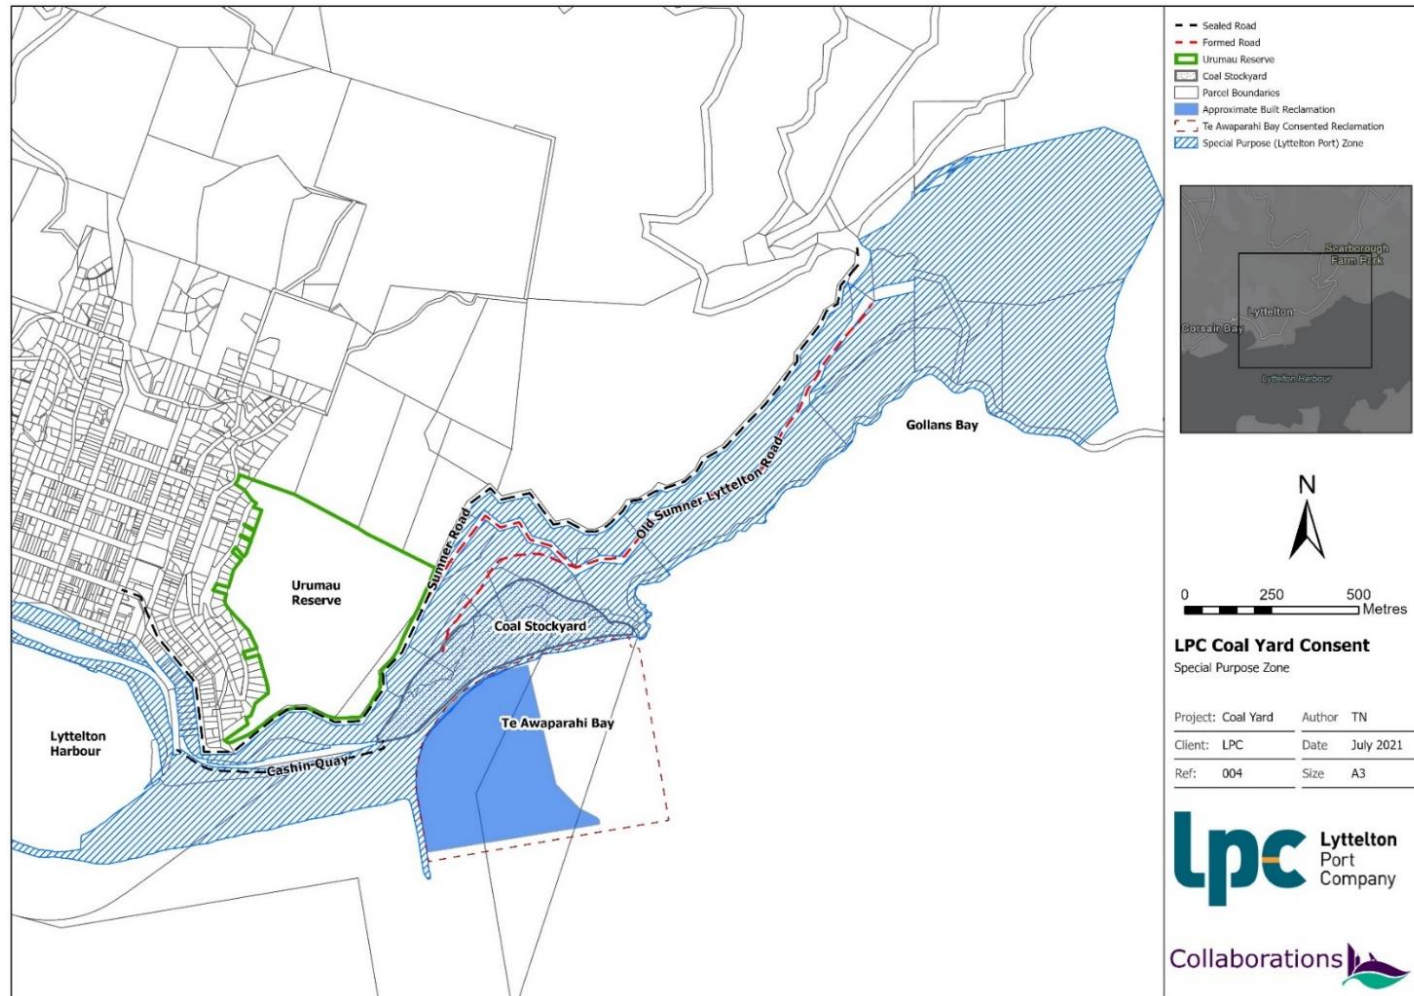 Sealed Road
Formed Road
Urumau Reserve
Coal Stockyard
Parcel Boundaries
Approximate Built Reclamation
Te Awaparahi Bay Consented Reclamation
Special Purpose (Lyttelton Port) Zone
Scarborough
Farm Park
Lyttelton
Corsair Bay
Lyttelton Harbour
Gollans Bay
Old Sumner Lyttelton Road
Sumner Road
Urumau
Reserve
Coal Stockyard
Te Awaparahi Bay
Lyttelton
Harbour
Cashin Quay
N
0 250 500
Metres
LPC Coal Yard Consent
Special Purpose Zone
Project: Coal Yard Author TN
Client: LPC Date July 2021
Ref: 004 Size A3
lpc
Lyttelton
Port
Company
Collaborations